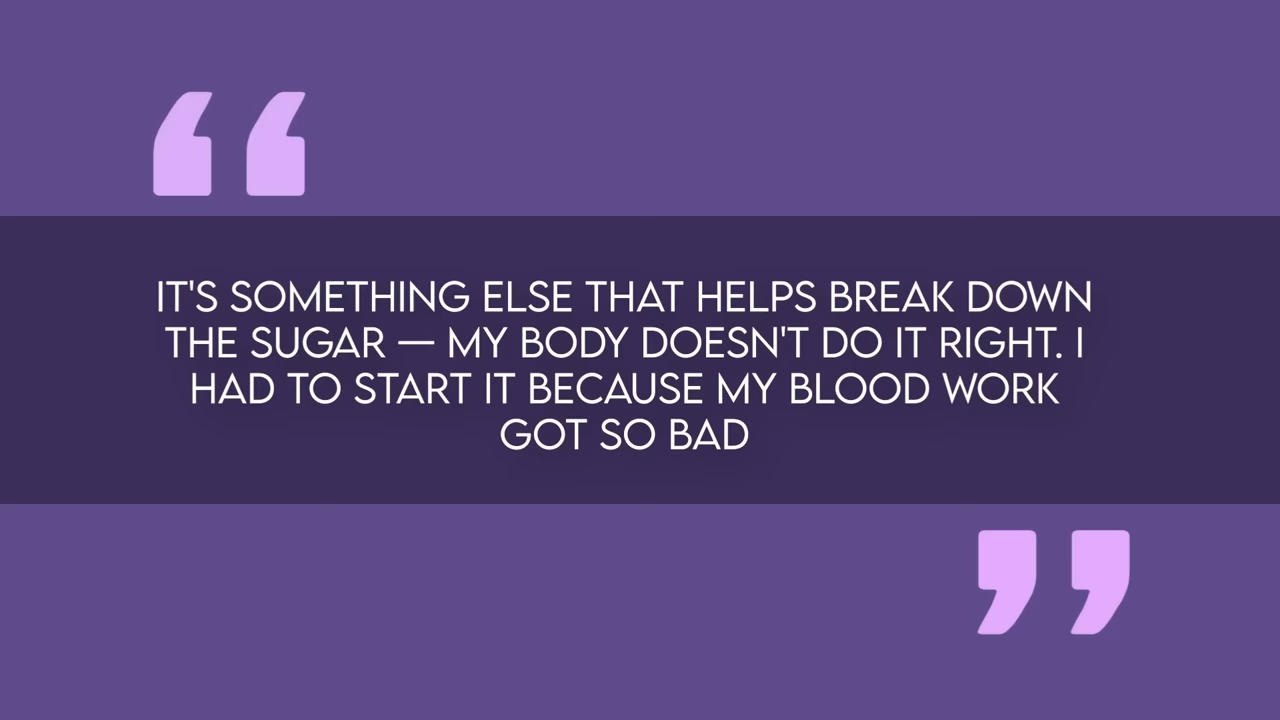 “
IT'S SOMETHING ELSE THAT HELPS BREAK DOWN
THE SUGAR — MY BODY DOESN'T DO IT RIGHT. I
HAD TO START IT BECAUSE MY BLOOD WORK
GOT SO BAD
”